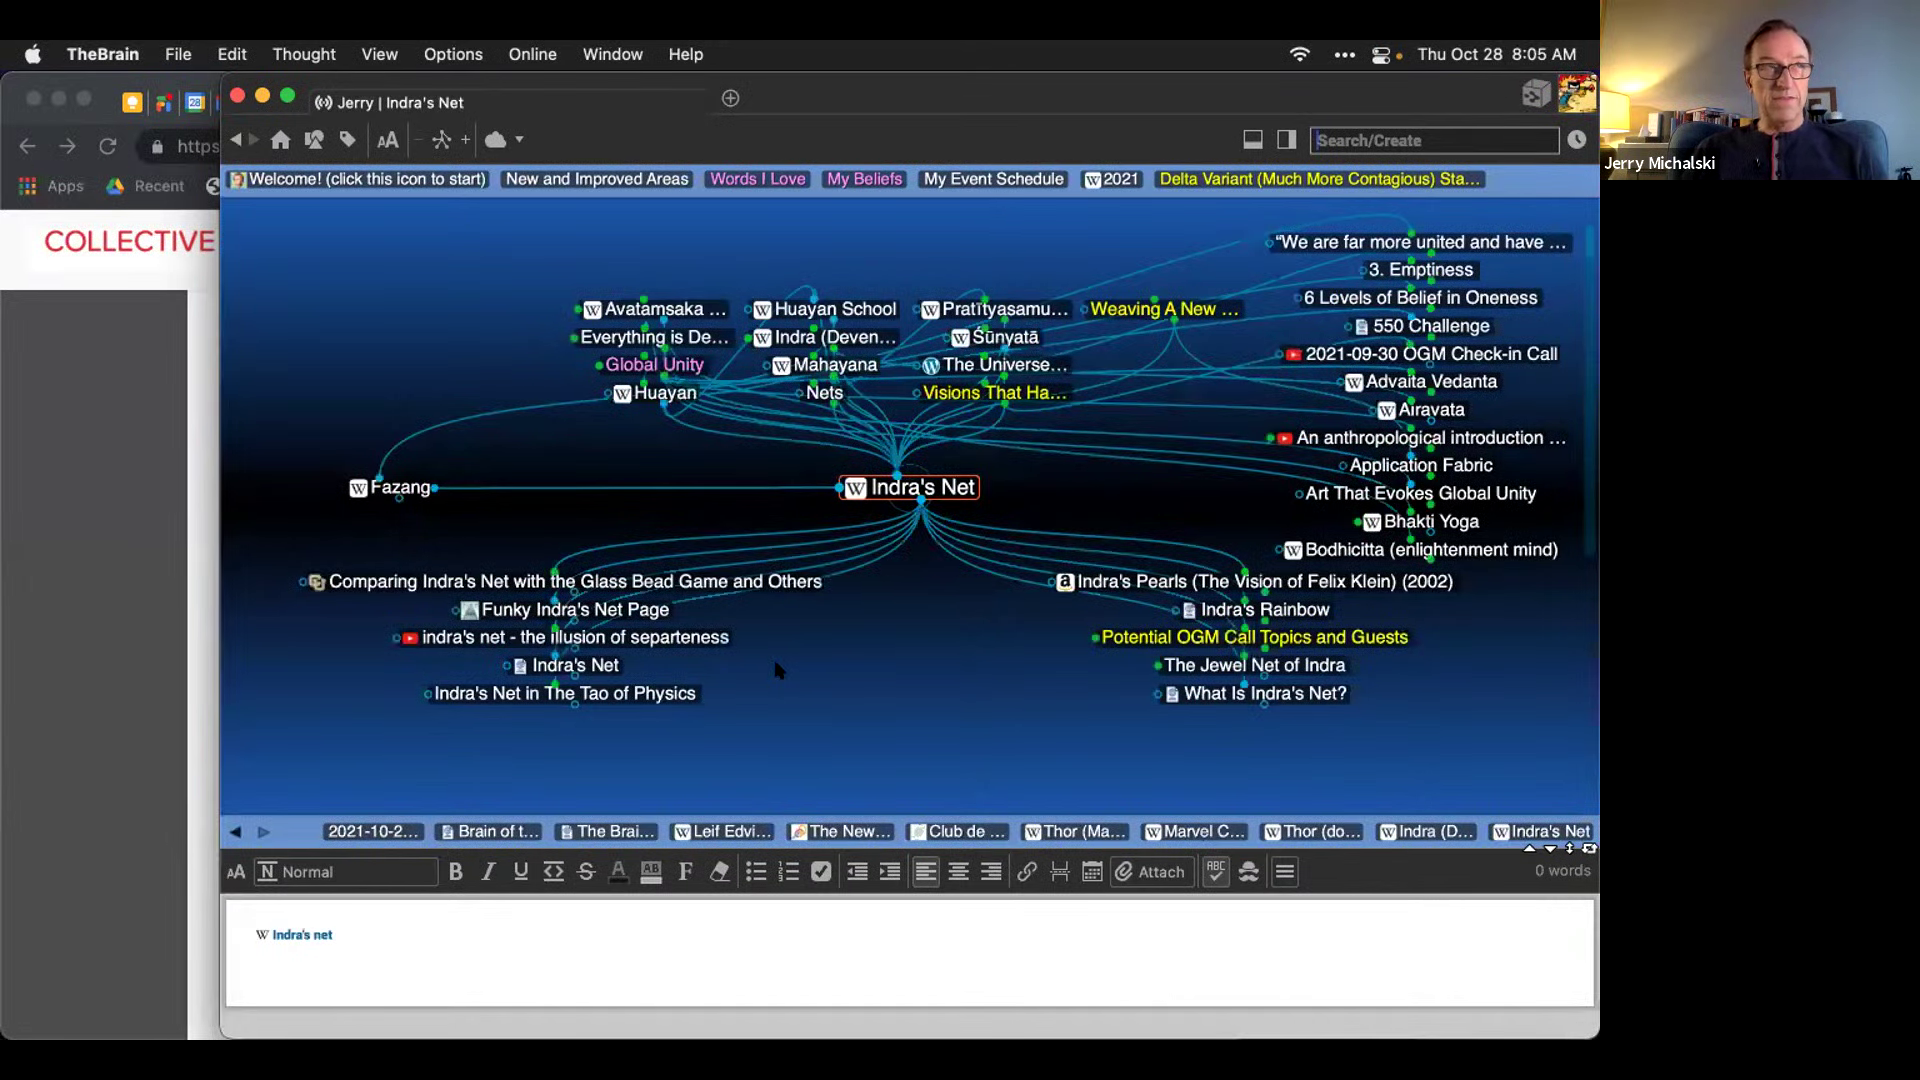 TheBrain File Edit Thought View Options Online Window Help Thu Oct 28 8:05 AM
Jerry | Indra's Net
28
AA Search/Create
https
Jerry Michalski
Apps Recent
Welcome! (click this icon to start) New and Improved Areas Words I Love My Beliefs My Event Schedule W 2021 Delta Variant (Much More Contagious) Sta...
COLLECTIVE
"We are far more united and have ...
3. Emptiness
6 Levels of Belief in Oneness
550 Challenge
2021-09-30 OGM Check-in Call
W Advaita Vedanta
W Airavata
An anthropological introduction ...
Application Fabric
Art That Evokes Global Unity
W Bhakti Yoga
W Bodhicitta (enlightenment mind)
W Avatamsaka ... W Huayan School W Pratītyasamu... Weaving A New ...
Everything is De... W Indra (Deven... W Śūnyatā
Global Unity W Mahayana The Universe...
W Huayan Nets Visions That Ha...
W Fazang W Indra's Net
Comparing Indra's Net with the Glass Bead Game and Others
Funky Indra's Net Page
indra's net - the illusion of separteness
Indra's Net
Indra's Net in The Tao of Physics
a Indra's Pearls (The Vision of Felix Klein) (2002)
Indra's Rainbow
Potential OGM Call Topics and Guests
The Jewel Net of Indra
What Is Indra's Net?
2021-10-2... Brain of t... The Brai... W Leif Edvi... The New... Club de ... W Thor (Ma... W Marvel C... W Thor (do... W Indra (D... W Indra's Net
AA N Normal B I U S A AB F Attach ABC 0 words
W Indra's net